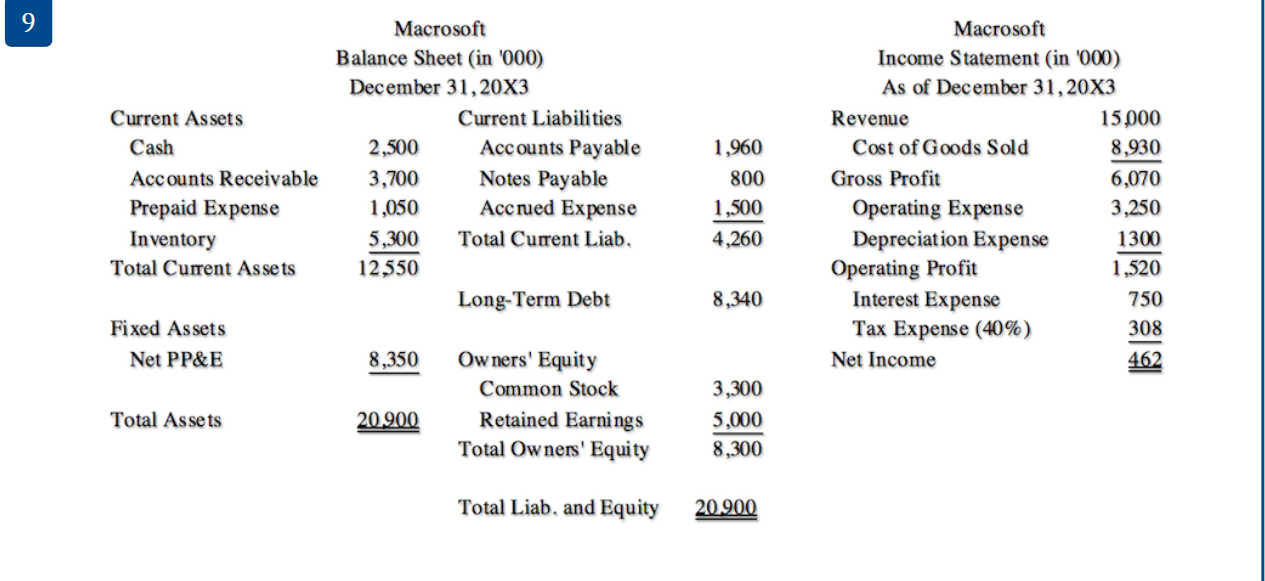 9
Macrosoft
Balance Sheet (in '000)
December 31, 20X3
Current Assets
Cash 2,500
Accounts Receivable 3,700
Prepaid Expense 1,050
Inventory 5,300
Total Current Assets 12,550
Fixed Assets
Net PP&E 8,350
Total Assets 20,900
Current Liabilities
Accounts Payable 1,960
Notes Payable 800
Accrued Expense 1,500
Total Current Liab. 4,260
Long-Term Debt 8,340
Owners' Equity
Common Stock 3,300
Retained Earnings 5,000
Total Owners' Equity 8,300
Total Liab. and Equity 20,900
Macrosoft
Income Statement (in '000)
As of December 31, 20X3
Revenue 15,000
Cost of Goods Sold 8,930
Gross Profit 6,070
Operating Expense 3,250
Depreciation Expense 1300
Operating Profit 1,520
Interest Expense 750
Tax Expense (40%) 308
Net Income 462